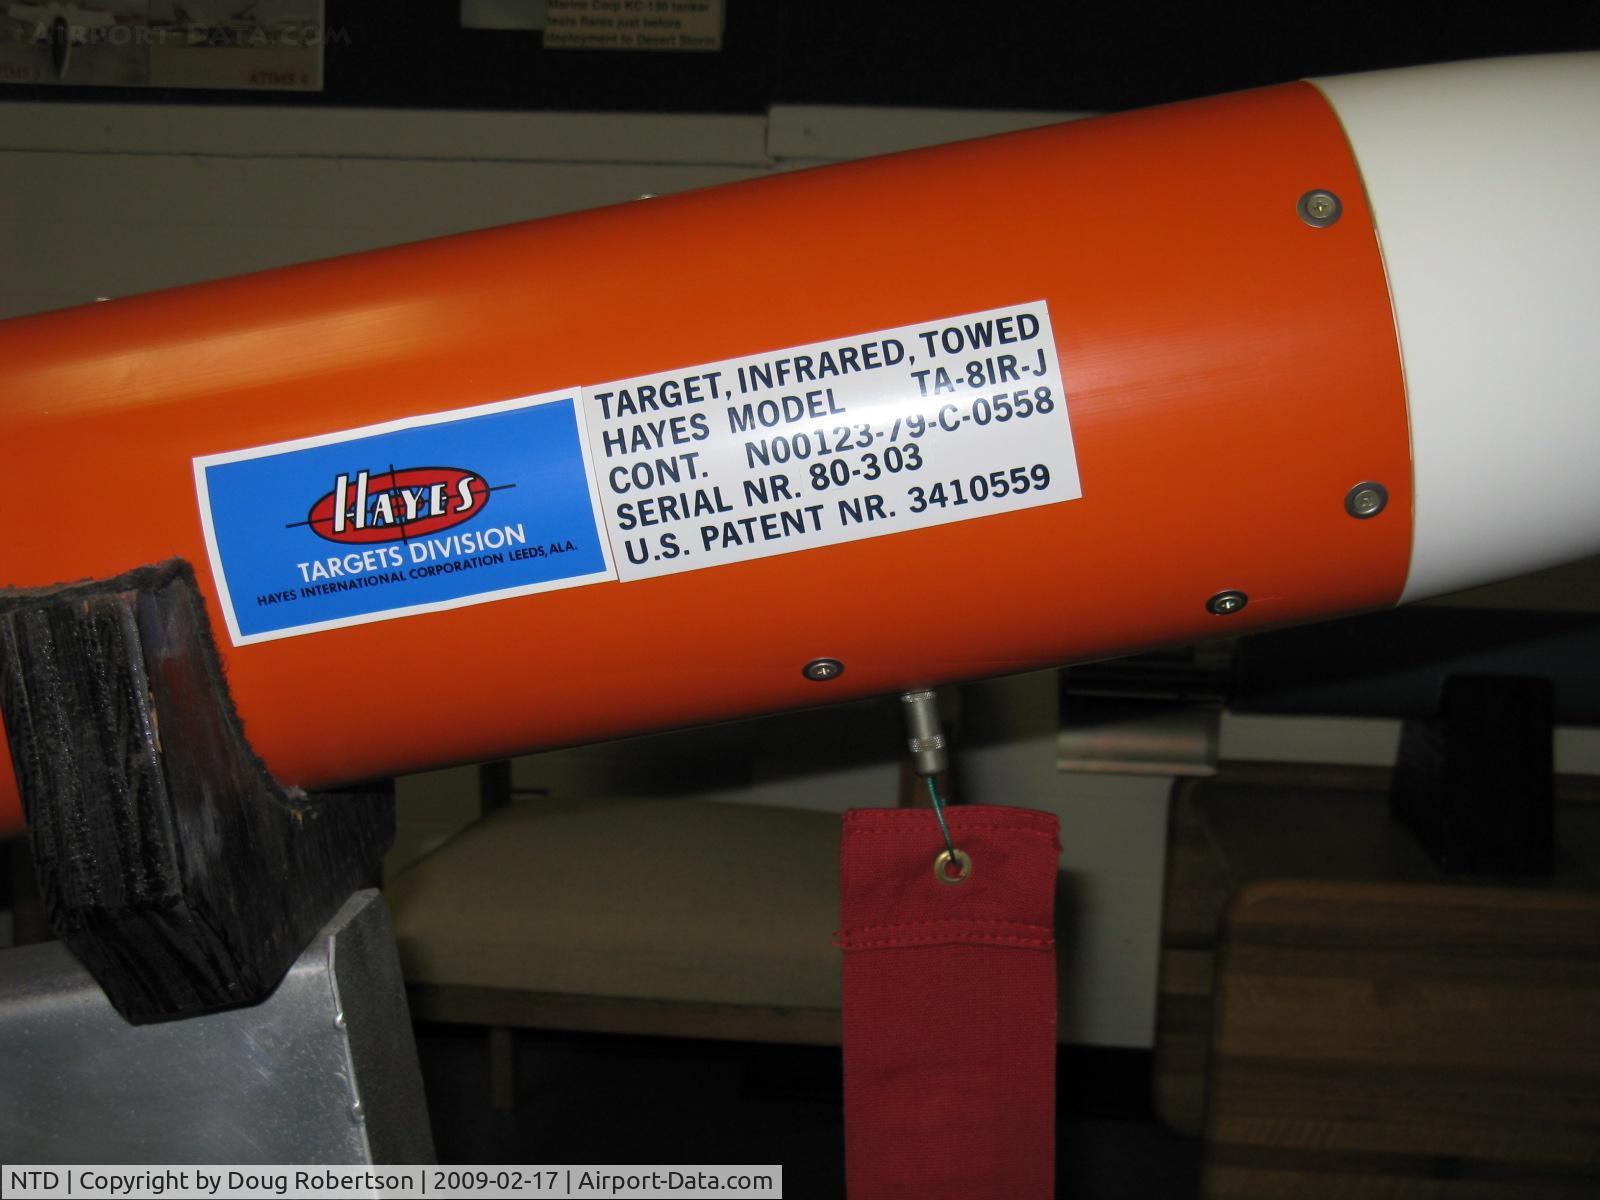 AIRPORT-DATA.COM
ATIMS 4
Marine Corp KC-130 tanker
tests flares just before
deployment to Desert Storm
TARGET, INFRARED, TOWED
HAYES MODEL TA-8IR-J
CONT. N00123-79-C-0558
SERIAL NR. 80-303
U.S. PATENT NR. 3410559
HAYES
TARGETS DIVISION
HAYES INTERNATIONAL CORPORATION LEEDS, ALA.
NTD | Copyright by Doug Robertson | 2009-02-17 | Airport-Data.com